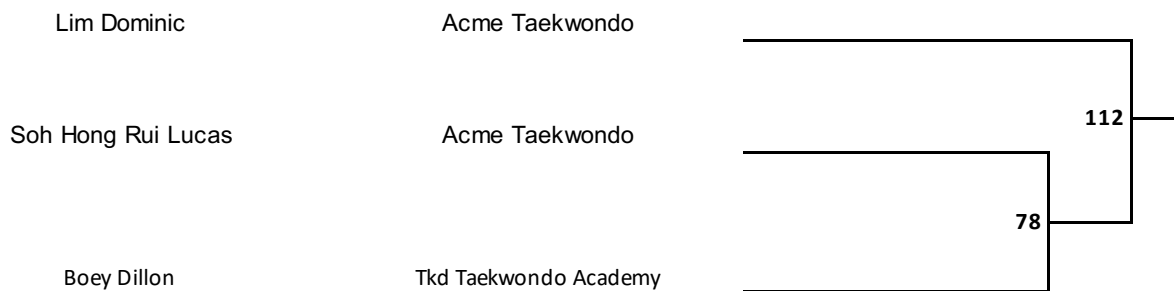 Lim Dominic Acme Taekwondo
112
Soh Hong Rui Lucas Acme Taekwondo
78
Boey Dillon Tkd Taekwondo Academy